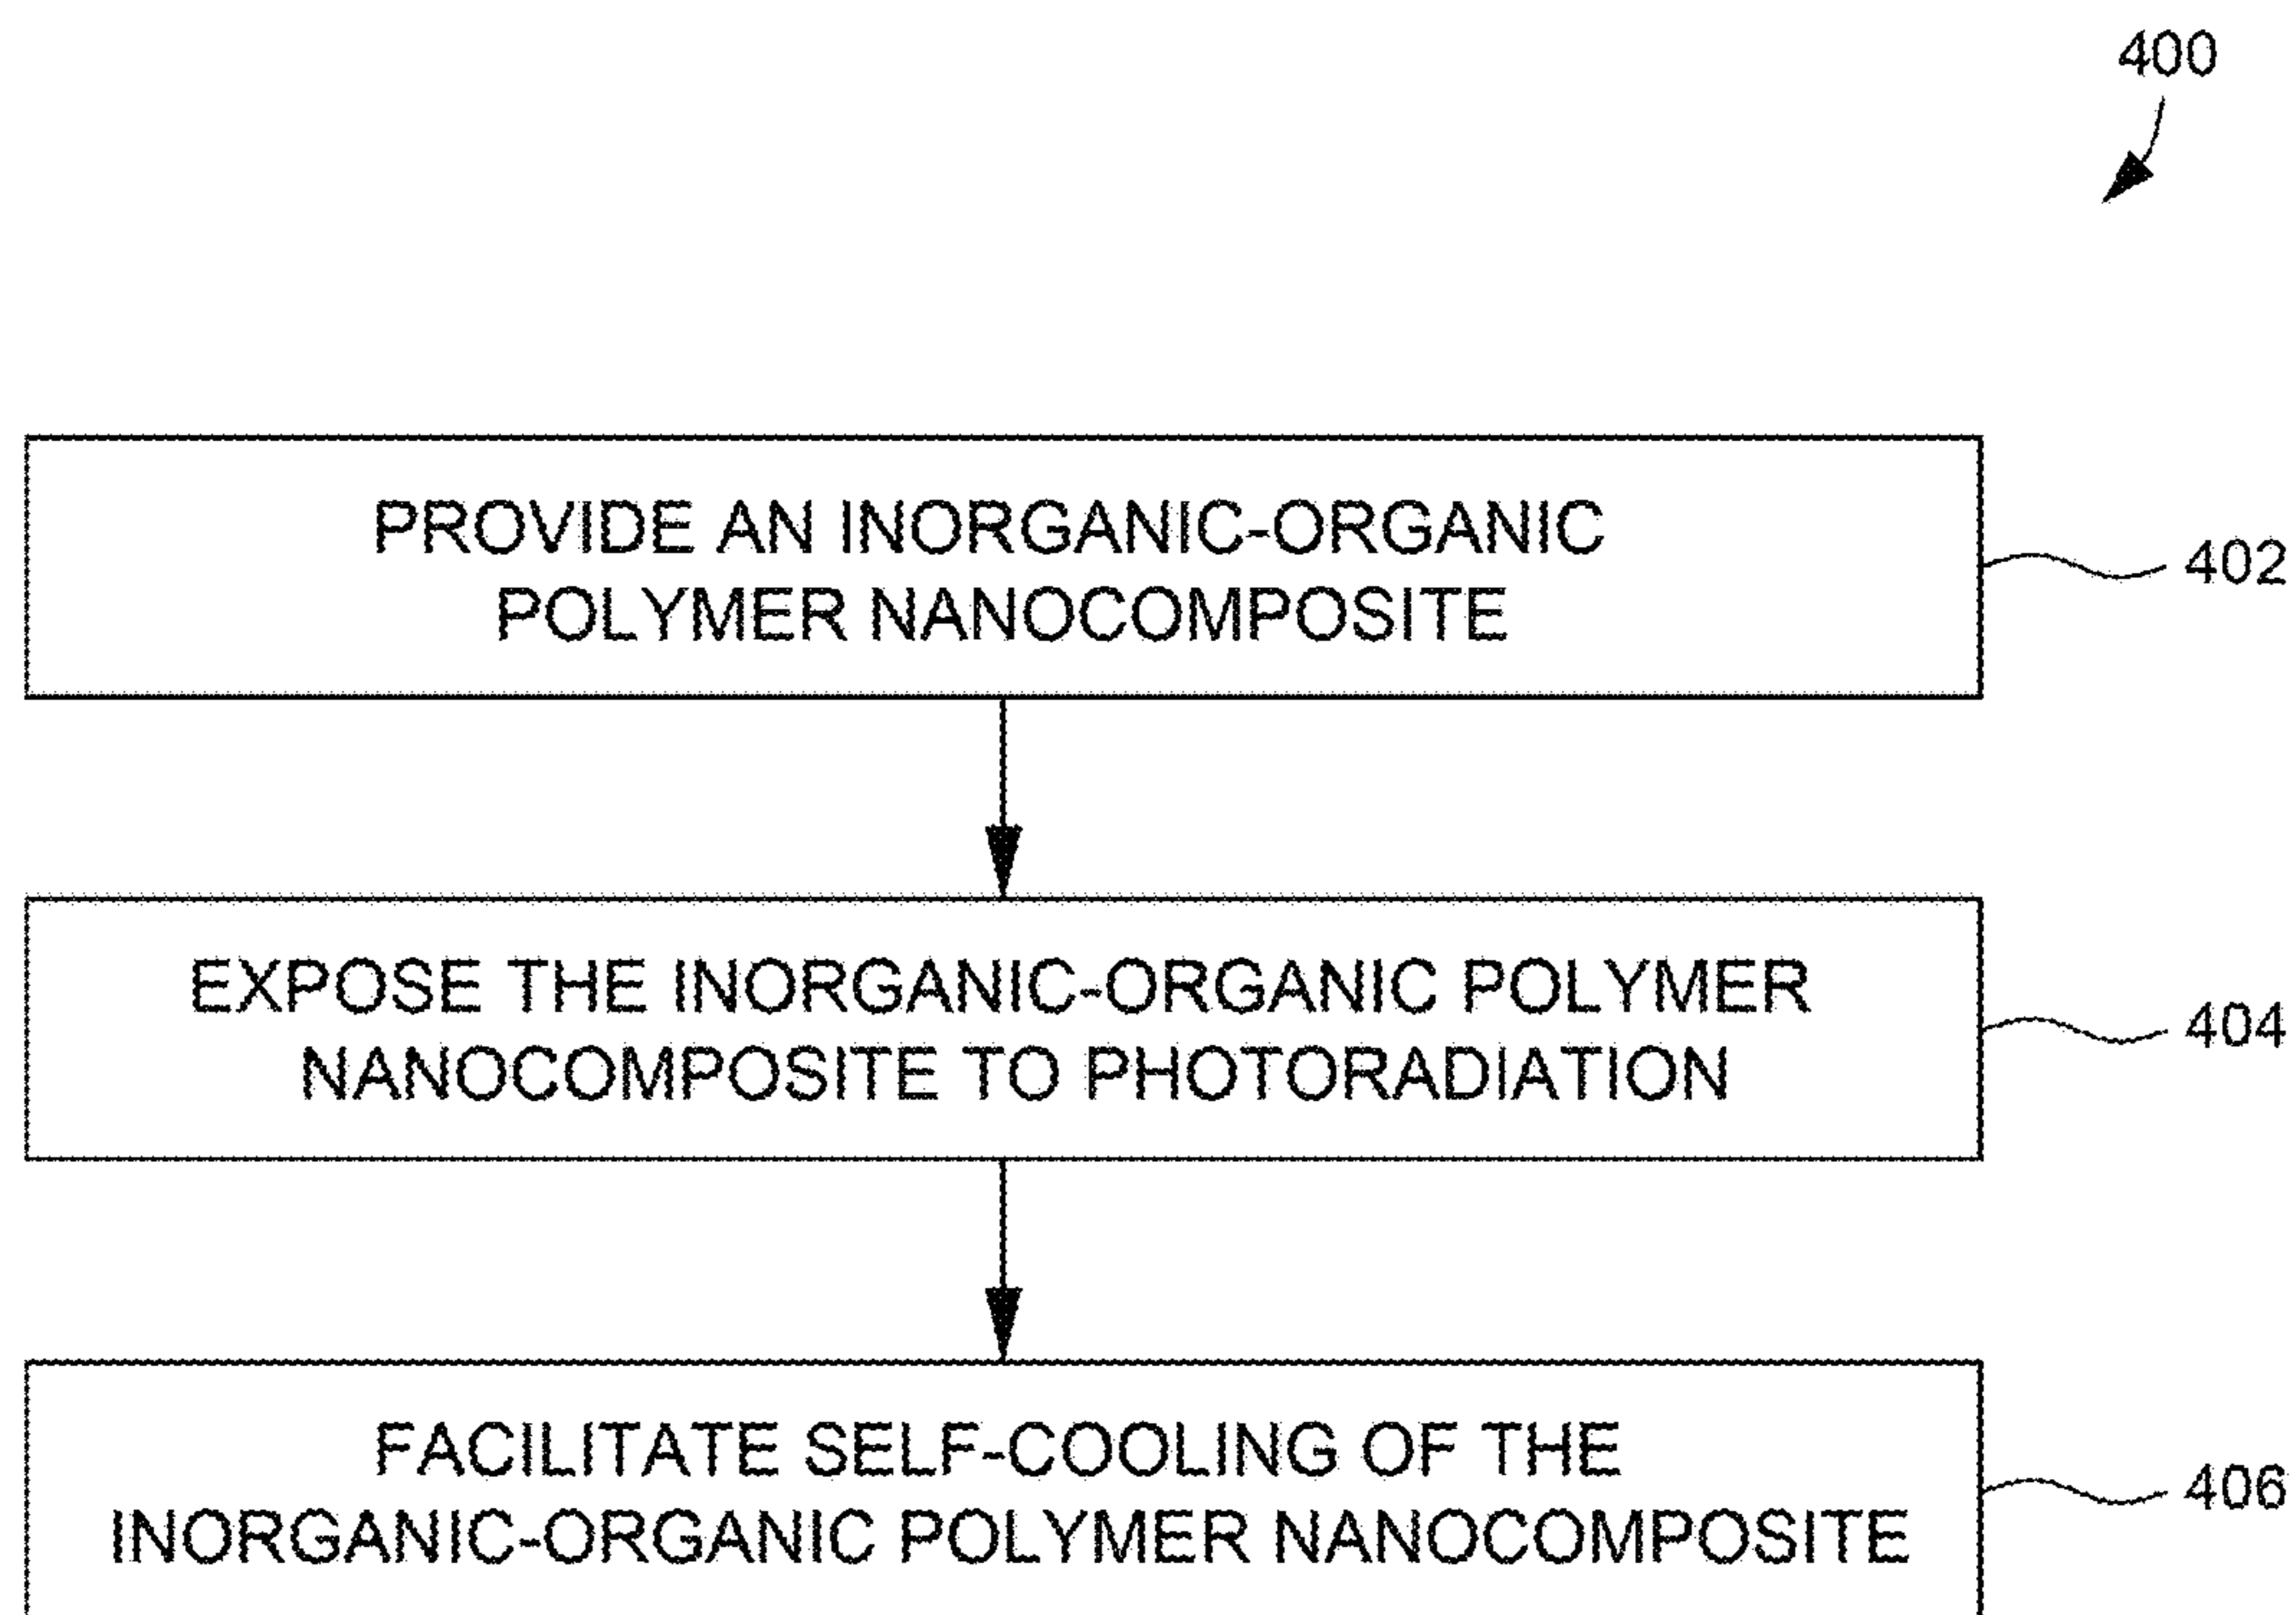 400
PROVIDE AN INORGANIC-ORGANIC
POLYMER NANOCOMPOSITE
402
EXPOSE THE INORGANIC-ORGANIC POLYMER
NANOCOMPOSITE TO PHOTORADIATION
404
FACILITATE SELF-COOLING OF THE
INORGANIC-ORGANIC POLYMER NANOCOMPOSITE
406